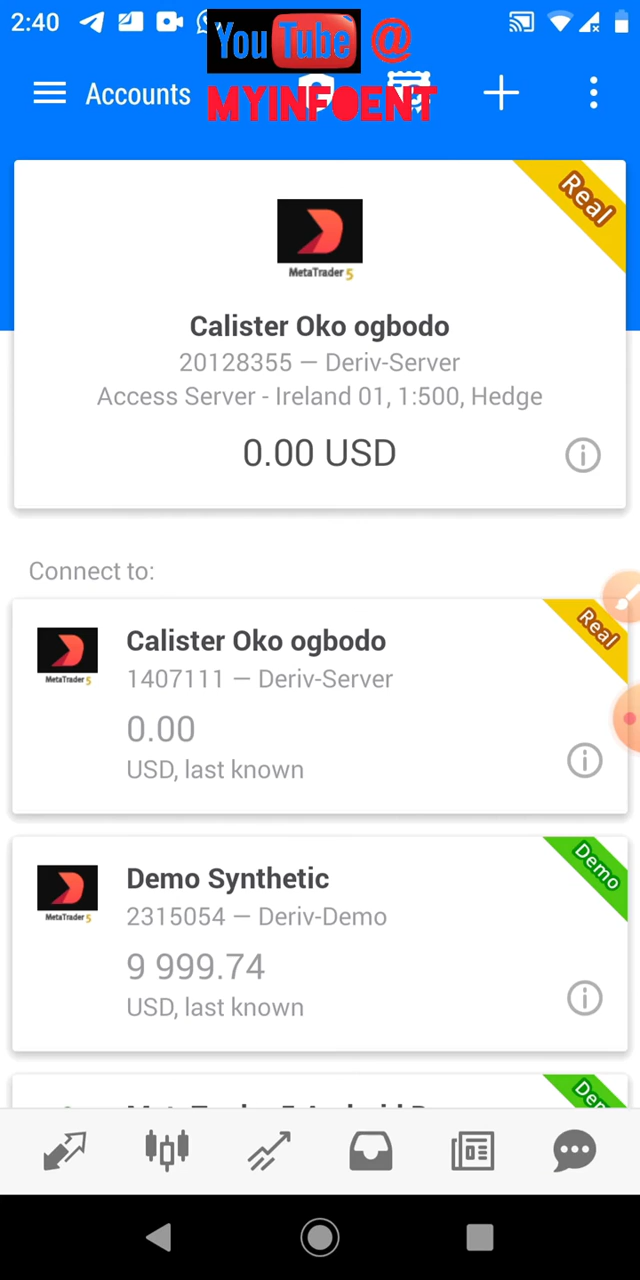 2:40
YouTube @
Accounts
MYINFOENT
Real
MetaTrader 5
Calister Oko ogbodo
20128355 — Deriv-Server
Access Server - Ireland 01, 1:500, Hedge
0.00 USD
Connect to:
Real
MetaTrader 5
Calister Oko ogbodo
1407111 — Deriv-Server
0.00
USD, last known
Demo
MetaTrader 5
Demo Synthetic
2315054 — Deriv-Demo
9 999.74
USD, last known